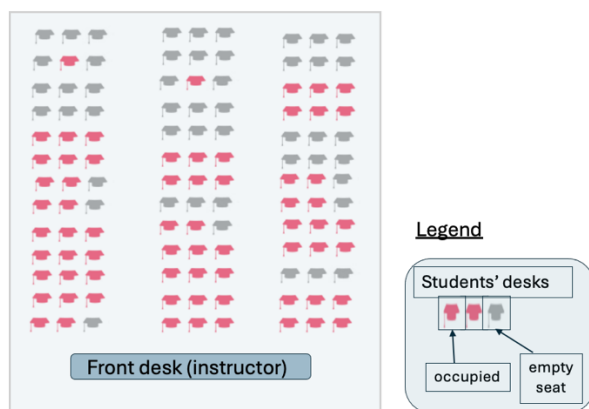 Legend
Students' desks
occupied
empty
seat
Front desk (instructor)